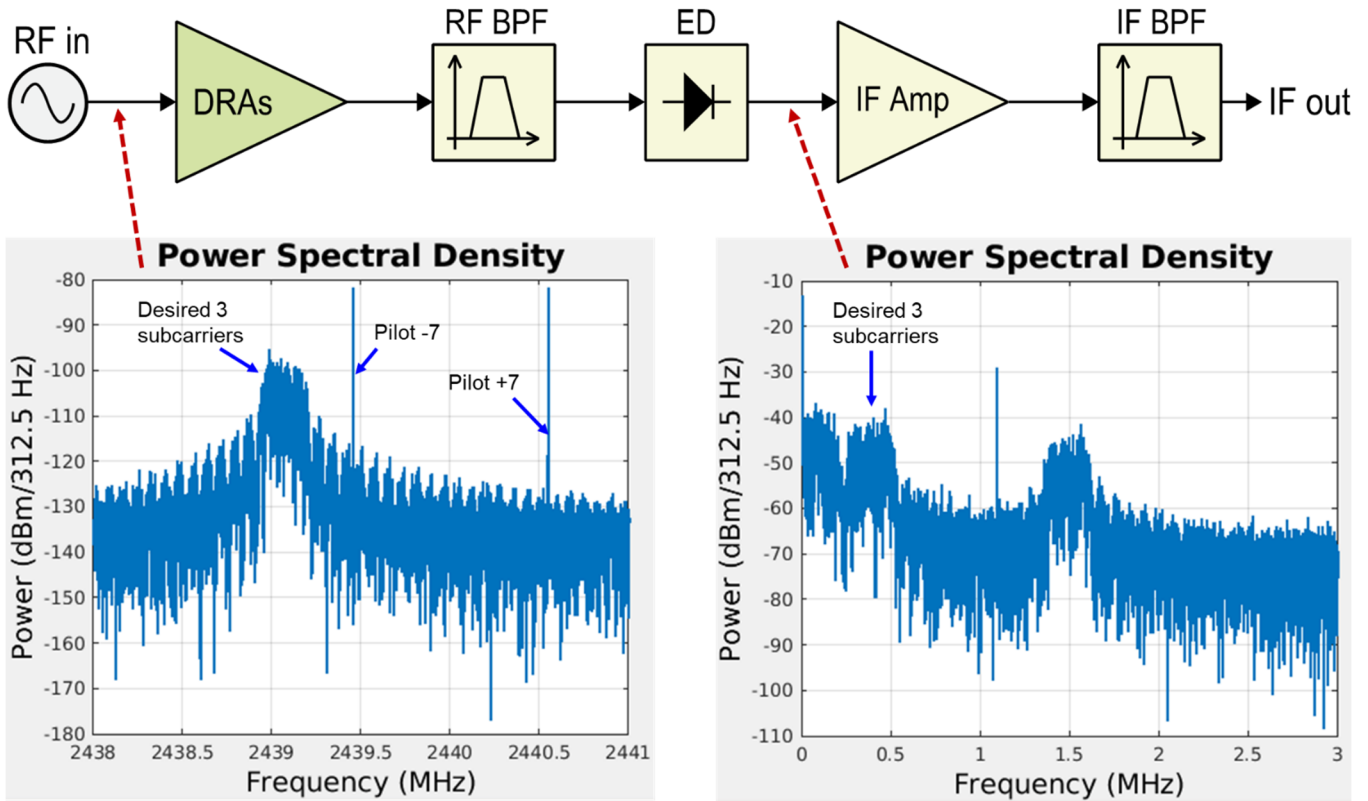 RF in
DRAs
RF BPF
ED
IF Amp
IF BPF
IF out
Power Spectral Density
Power (dBm/312.5 Hz)
-80
-90
-100
-110
-120
-130
-140
-150
-160
-170
-180
Desired 3
subcarriers
Pilot -7
Pilot +7
2438
2438.5
2439
2439.5
2440
2440.5
2441
Frequency (MHz)
Power Spectral Density
Power (dBm/312.5 Hz)
-10
-20
-30
-40
-50
-60
-70
-80
-90
-100
-110
Desired 3
subcarriers
0
0.5
1
1.5
2
2.5
3
Frequency (MHz)